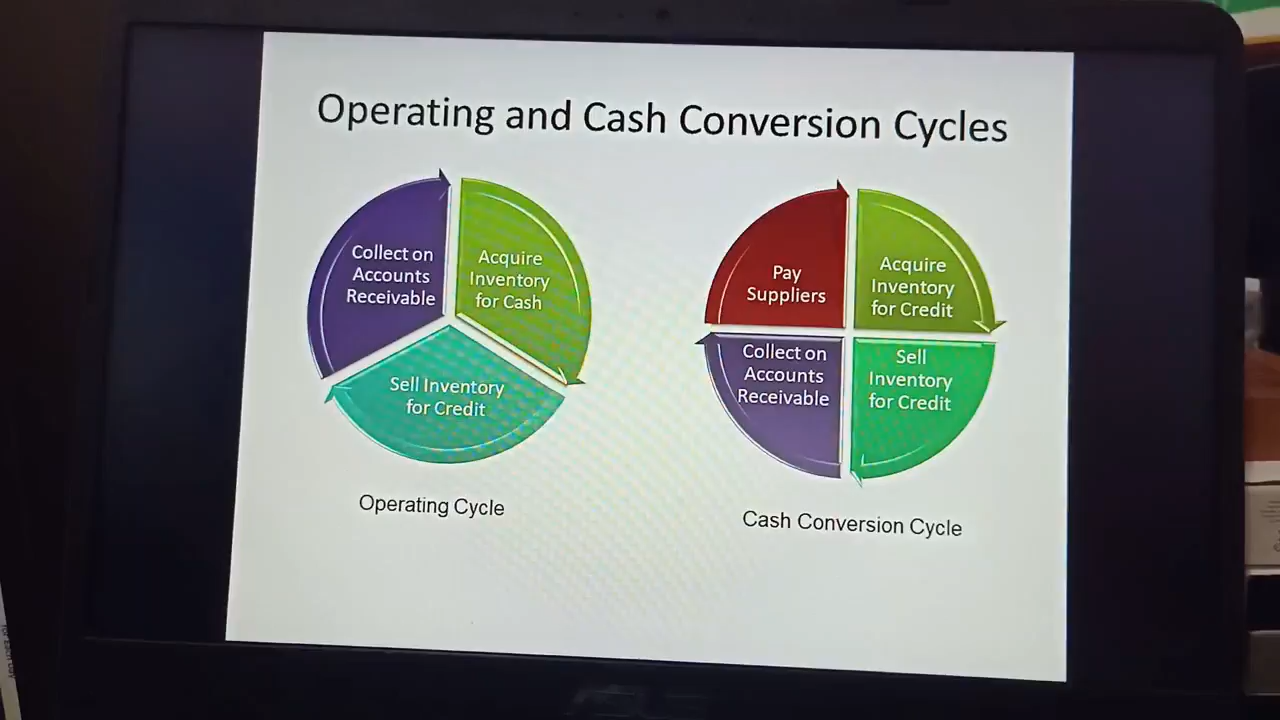 Operating and Cash Conversion Cycles
Collect on
Accounts
Receivable
Acquire
Inventory
for Cash
Sell Inventory
for Credit
Operating Cycle
Pay
Suppliers
Acquire
Inventory
for Credit
Collect on
Accounts
Receivable
Sell
Inventory
for Credit
Cash Conversion Cycle